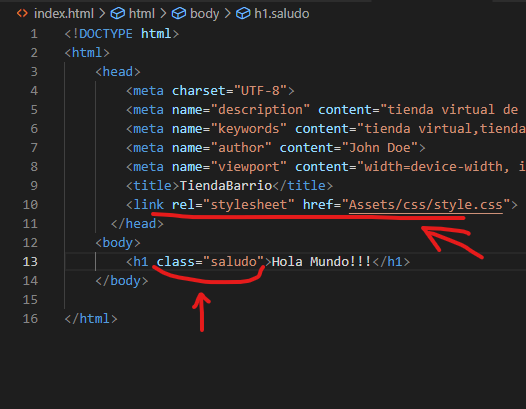 index.html > html > body > h1.saludo
1 <!DOCTYPE html>
2 <html>
3 <head>
4 <meta charset="UTF-8">
5 <meta name="description" content="tienda virtual de
6 <meta name="keywords" content="tienda virtual,tienda
7 <meta name="author" content="John Doe">
8 <meta name="viewport" content="width=device-width, i
9 <title>TiendaBarrio</title>
10 <link rel="stylesheet" href="Assets/css/style.css">
11 </head>
12 <body>
13 <h1 class="saludo">Hola Mundo!!!</h1>
14 </body>
15
16 </html>